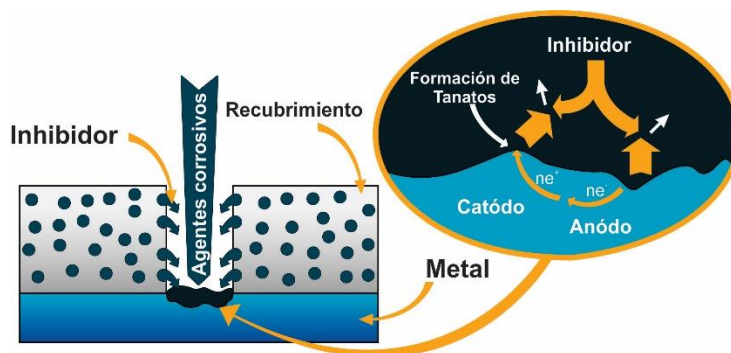 Inhibidor
Agentes corrosivos
Recubrimiento
Metal
Inhibidor
Formación de
Tanatos
ne⁺
ne⁻
Catódo
Anódo